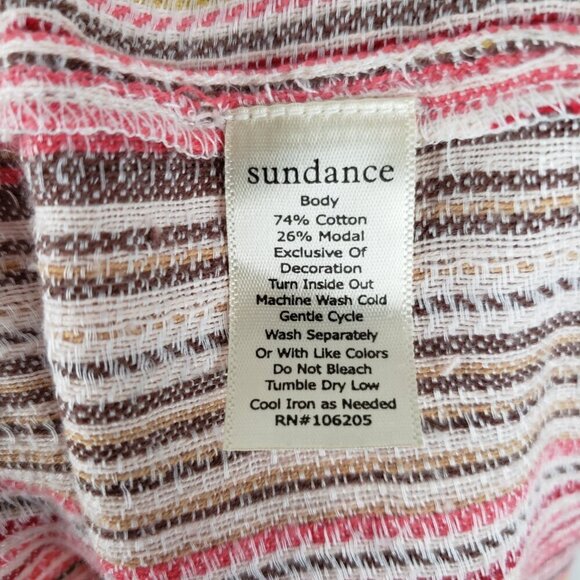 sundance
Body
74% Cotton
26% Modal
Exclusive Of
Decoration
Turn Inside Out
Machine Wash Cold
Gentle Cycle
Wash Separately
Or With Like Colors
Do Not Bleach
Tumble Dry Low
Cool Iron as Needed
RN#106205